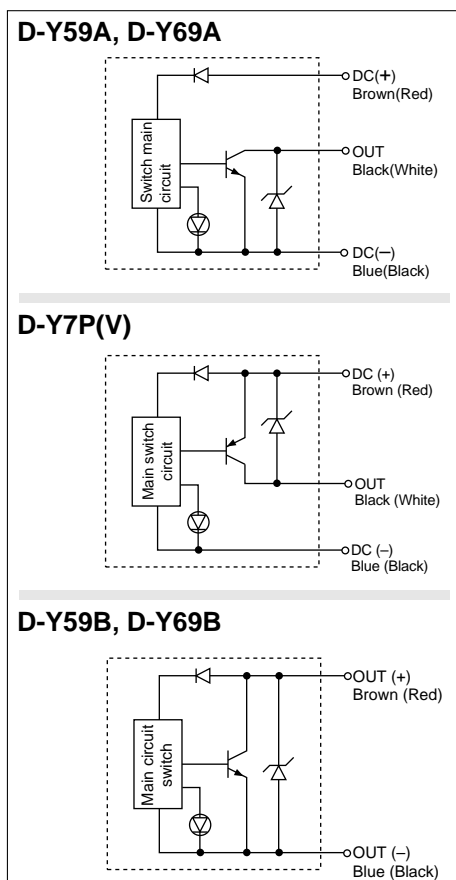 D-Y59A, D-Y69A
DC(+)
Brown(Red)
Switch main
circuit
OUT
Black(White)
DC(–)
Blue(Black)
D-Y7P(V)
DC (+)
Brown (Red)
Main switch
circuit
OUT
Black (White)
DC (–)
Blue (Black)
D-Y59B, D-Y69B
OUT (+)
Brown (Red)
Main circuit
switch
OUT (–)
Blue (Black)